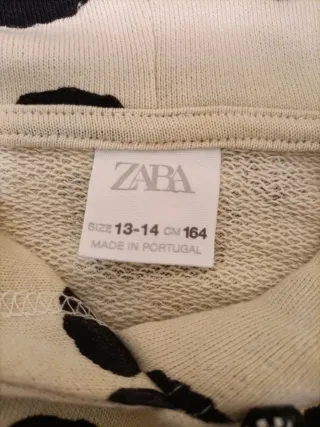 ZARA
SIZE 13-14 CM 164
MADE IN PORTUGAL